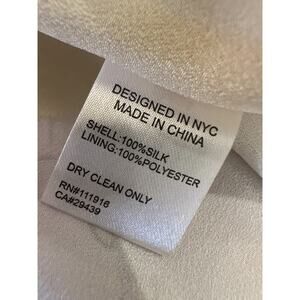 DESIGNED IN NYC
MADE IN CHINA
SHELL:100%SILK
LINING:100%POLYESTER
DRY CLEAN ONLY
RN#111916
CA#29439